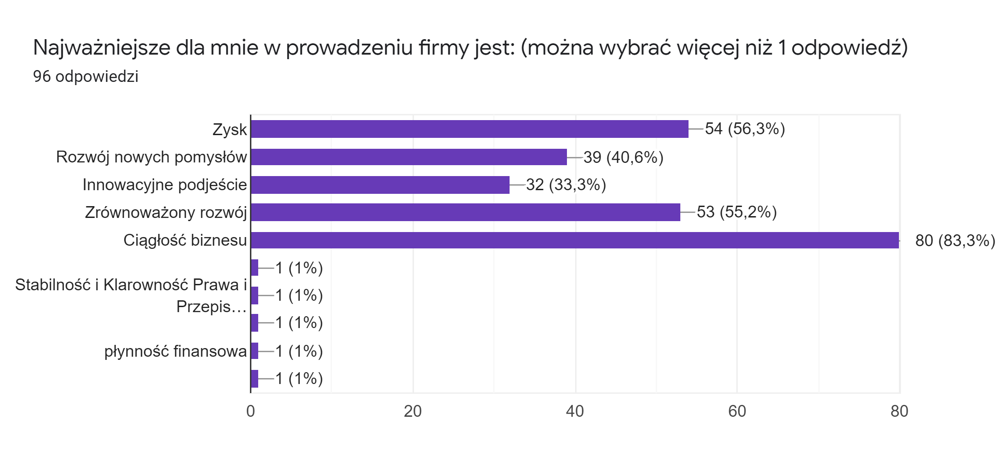 Najważniejsze dla mnie w prowadzeniu firmy jest: (można wybrać więcej niż 1 odpowiedź)
96 odpowiedzi
Zysk 54 (56,3%)
Rozwój nowych pomysłów 39 (40,6%)
Innowacyjne podjeście 32 (33,3%)
Zrównoważony rozwój 53 (55,2%)
Ciągłość biznesu 80 (83,3%)
1 (1%)
Stabilność i Klarowność Prawa i
Przepis…
1 (1%)
1 (1%)
płynność finansowa 1 (1%)
1 (1%)
0 20 40 60 80